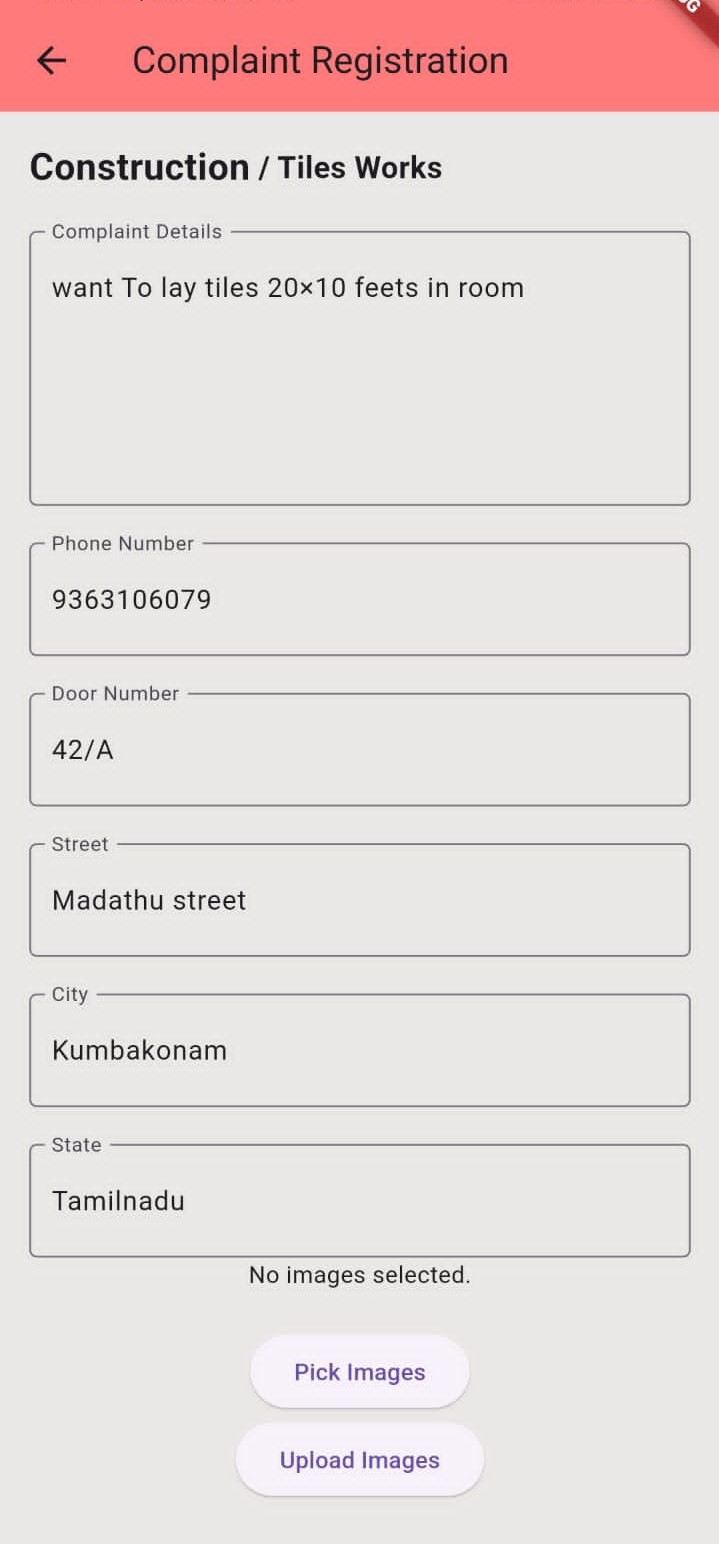 Complaint Registration
Construction / Tiles Works
Complaint Details
want To lay tiles 20×10 feets in room
Phone Number
9363106079
Door Number
42/A
Street
Madathu street
City
Kumbakonam
State
Tamilnadu
No images selected.
Pick Images
Upload Images